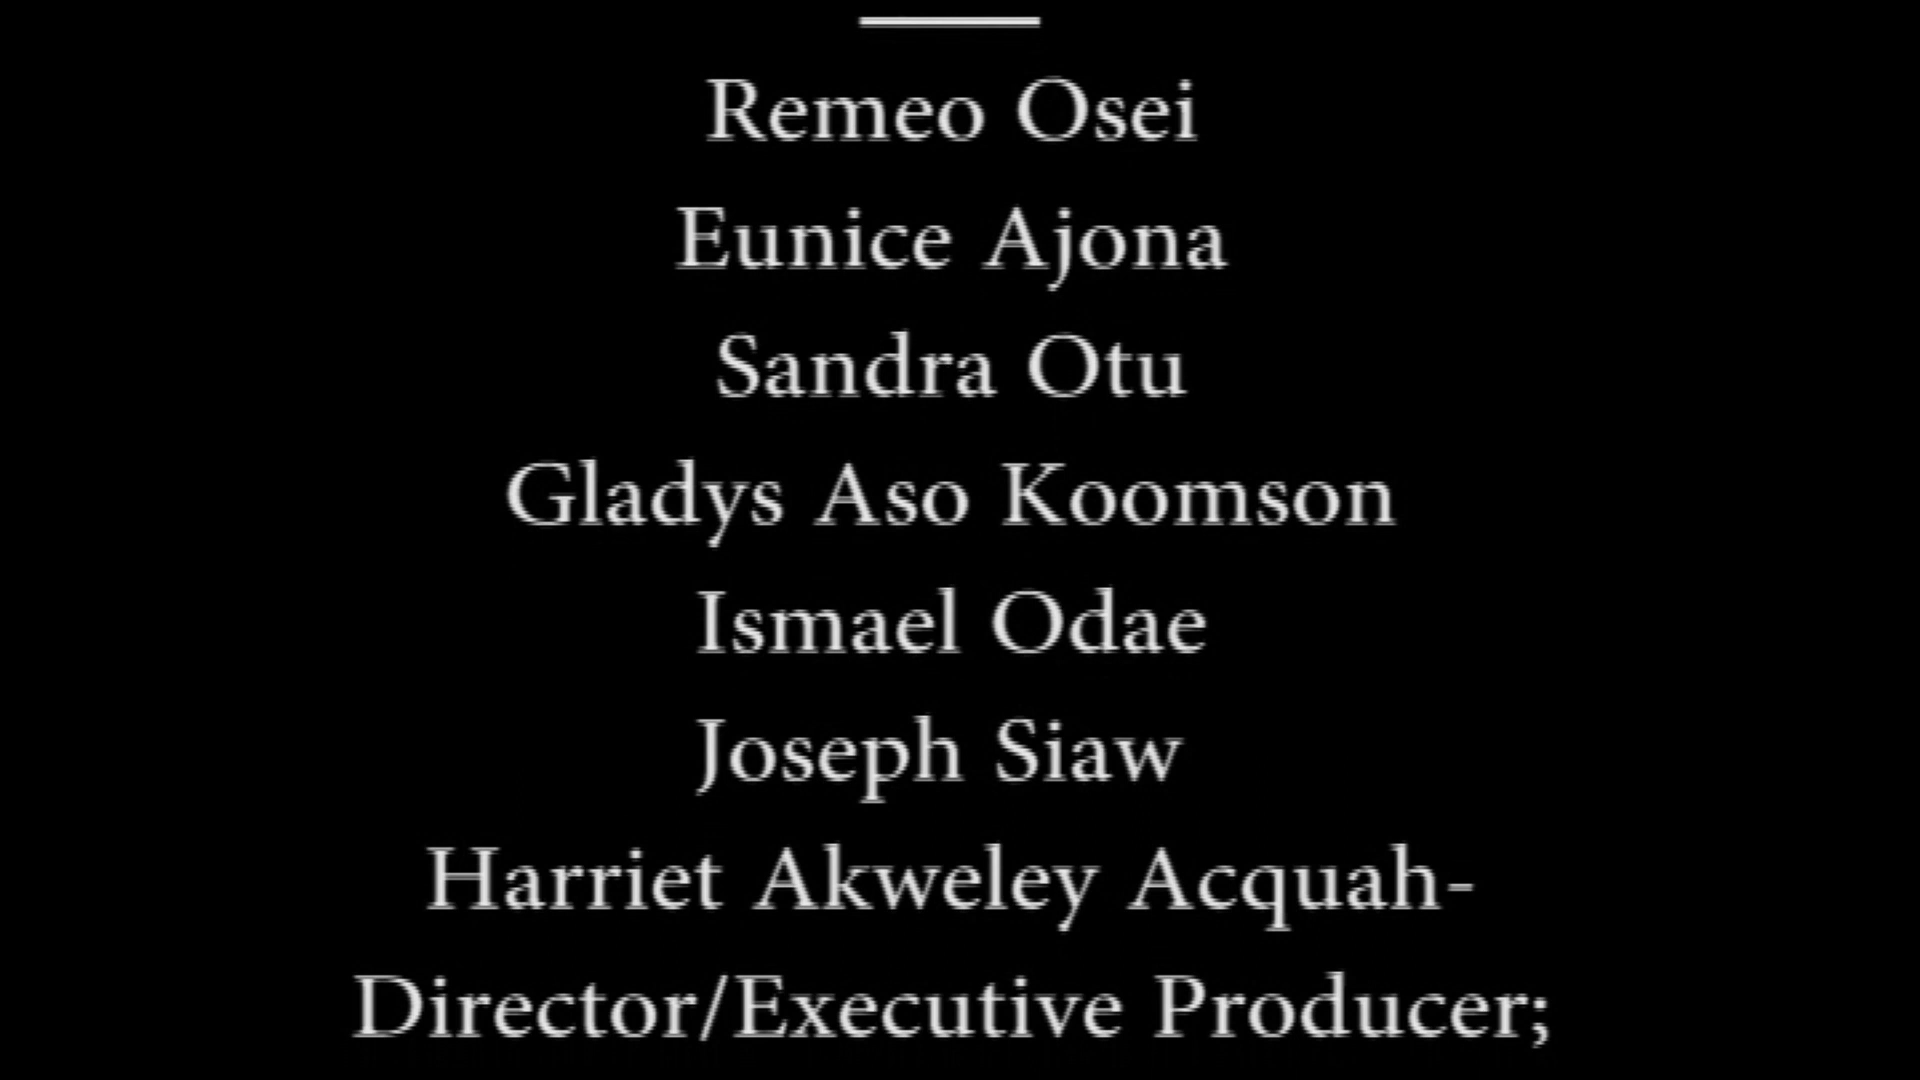 Remeo Osei
Eunice Ajona
Sandra Otu
Gladys Aso Koomson
Ismael Odae
Joseph Siaw
Harriet Akweley Acquah-
Director/Executive Producer;